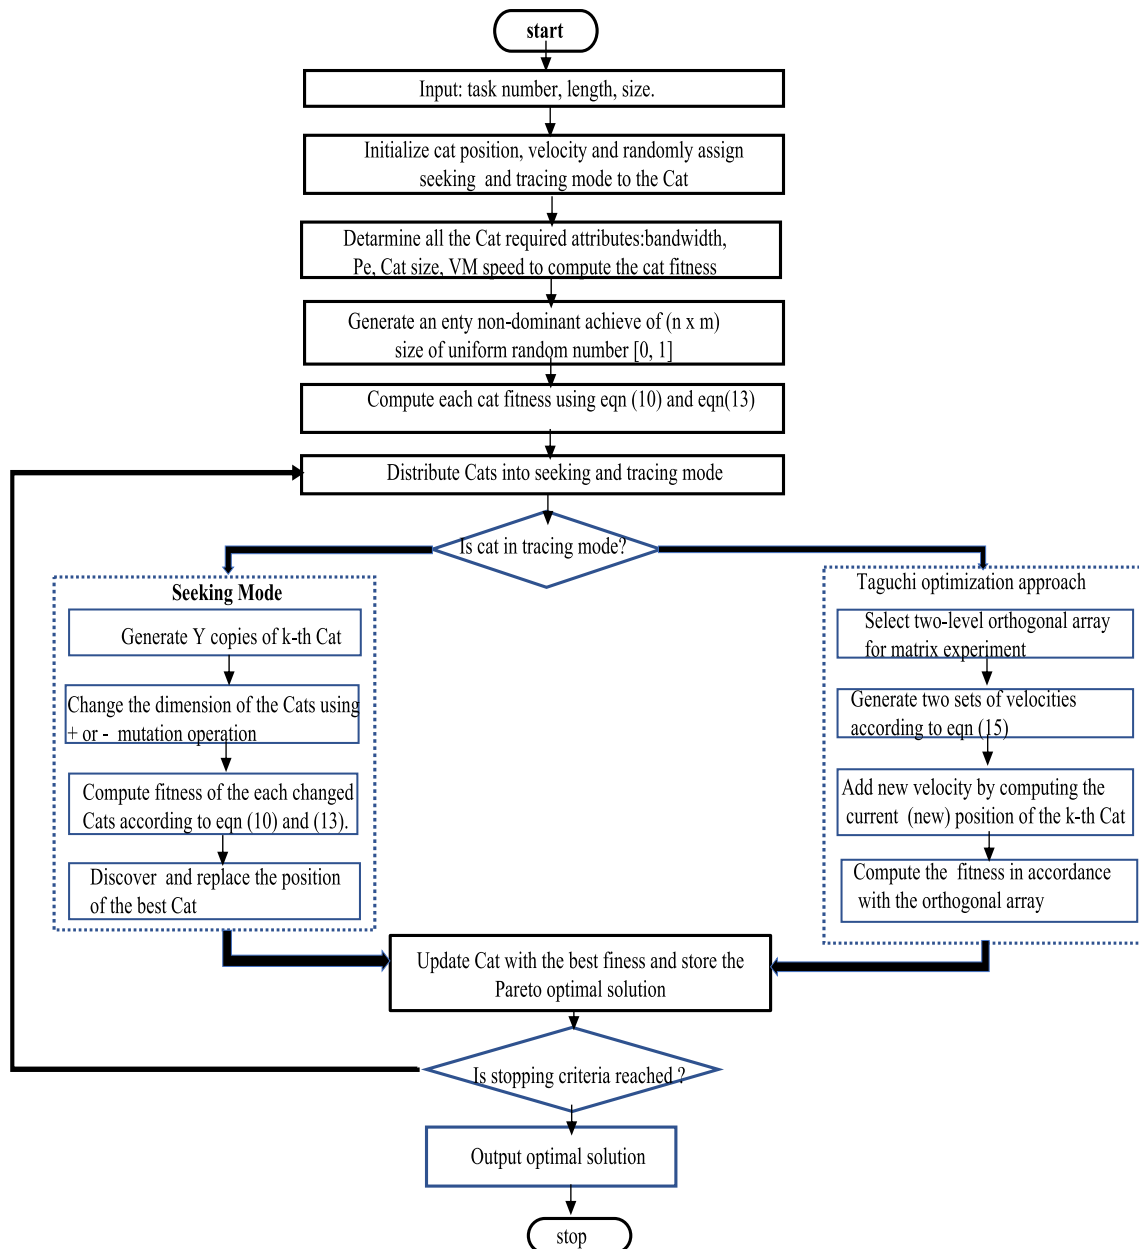 start
Input: task number, length, size.
Initialize cat position, velocity and randomly assign
seeking and tracing mode to the Cat
Detarmine all the Cat required attributes:bandwidth,
Pe, Cat size, VM speed to compute the cat fitness
Generate an enty non-dominant achieve of (n x m)
size of uniform random number [0, 1]
Compute each cat fitness using eqn (10) and eqn(13)
Distribute Cats into seeking and tracing mode
Is cat in tracing mode?
Seeking Mode
Generate Y copies of k-th Cat
Change the dimension of the Cats using
+ or - mutation operation
Compute fitness of the each changed
Cats according to eqn (10) and (13).
Discover and replace the position
of the best Cat
Taguchi optimization approach
Select two-level orthogonal array
for matrix experiment
Generate two sets of velocities
according to eqn (15)
Add new velocity by computing the
current (new) position of the k-th Cat
Compute the fitness in accordance
with the orthogonal array
Update Cat with the best finess and store the
Pareto optimal solution
Is stopping criteria reached ?
Output optimal solution
stop